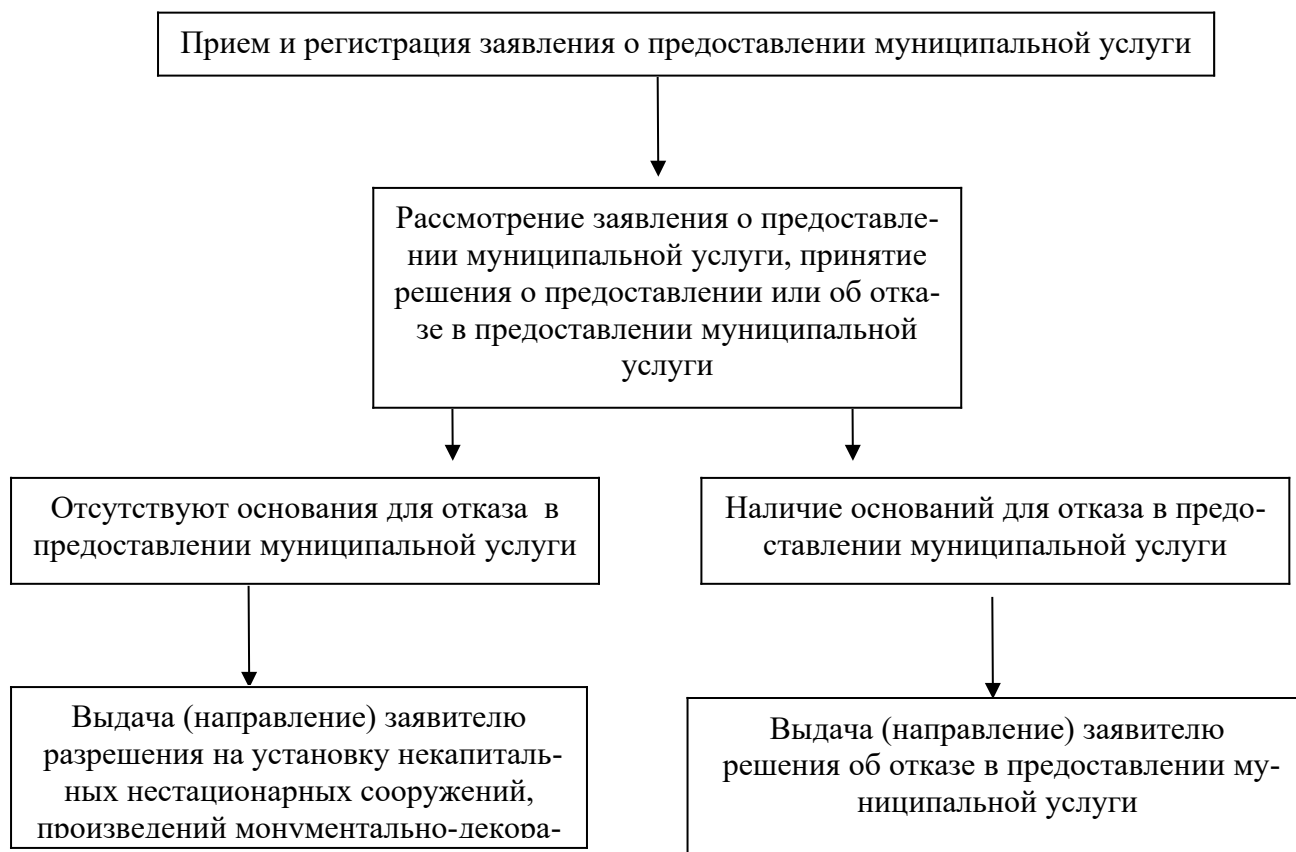 Прием и регистрация заявления о предоставлении муниципальной услуги
Рассмотрение заявления о предоставле-
нии муниципальной услуги, принятие
решения о предоставлении или об отка-
зе в предоставлении муниципальной
услуги
Отсутствуют основания для отказа  в
предоставлении муниципальной услуги
Наличие оснований для отказа в предо-
ставлении муниципальной услуги
Выдача (направление) заявителю
разрешения на установку некапиталь-
ных нестационарных сооружений,
произведений монументально-декора-
Выдача (направление) заявителю
решения об отказе в предоставлении му-
ниципальной услуги